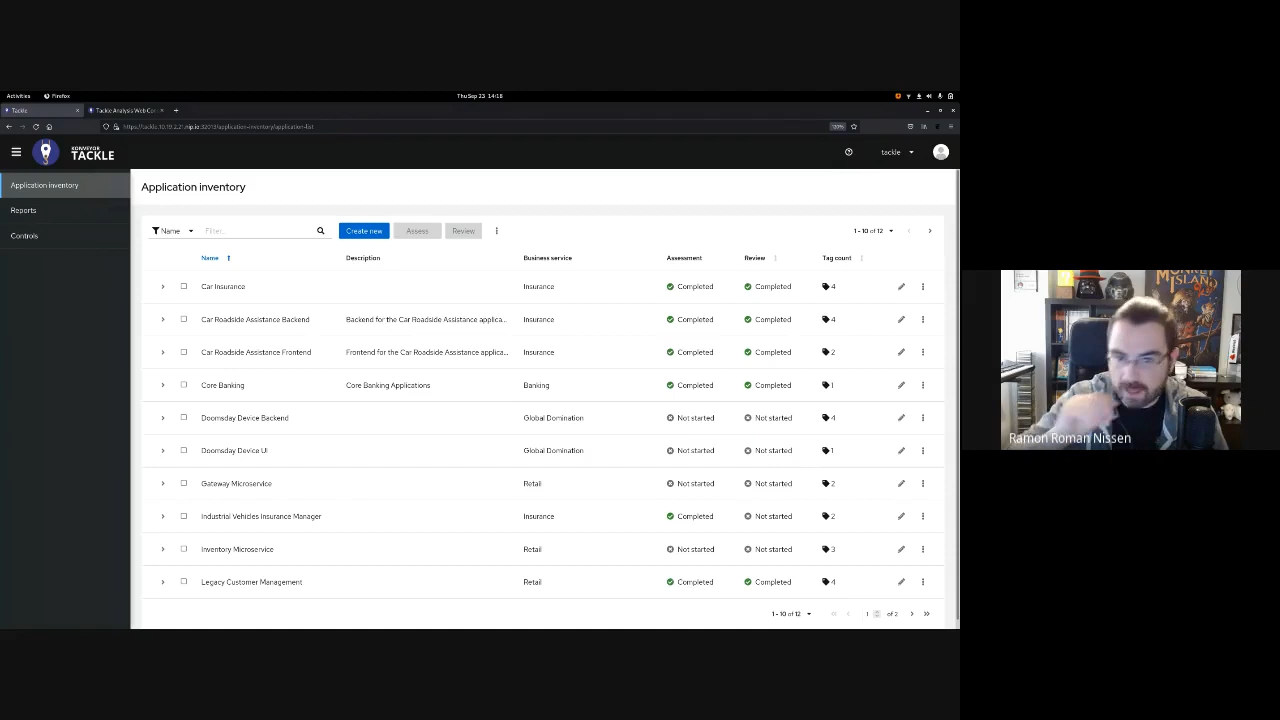 Activities Firefox Thu Sep 23 14:18
Tackle Tackle Analysis Web Con
https://tackle.10.19.2.21.nip.io:32013/application-inventory/application-list 120%
KONVEYOR
TACKLE
tackle
Application inventory
Reports
Controls
Application inventory
Name Filter... Create new Assess Review 1 - 10 of 12
Name Description Business service Assessment Review Tag count
Car Insurance Insurance Completed Completed 4
Car Roadside Assistance Backend Backend for the Car Roadside Assistance applica... Insurance Completed Completed 4
Car Roadside Assistance Frontend Frontend for the Car Roadside Assistance applica... Insurance Completed Completed 2
Core Banking Core Banking Applications Banking Completed Completed 1
Doomsday Device Backend Global Domination Not started Not started 4
Doomsday Device UI Global Domination Not started Not started 1
Gateway Microservice Retail Not started Not started 2
Industrial Vehicles Insurance Manager Insurance Completed Not started 2
Inventory Microservice Retail Not started Not started 3
Legacy Customer Management Retail Completed Completed 4
1 - 10 of 12 1 of 2
MONKEY
ISLAND
Ramon Roman Nissen